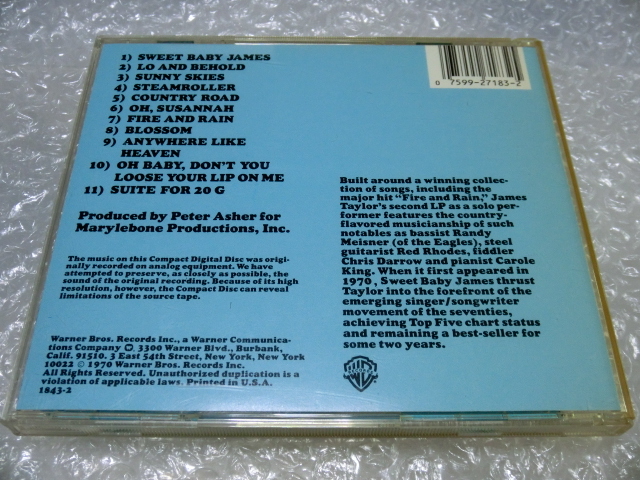 1) SWEET BABY JAMES
2) LO AND BEHOLD
3) SUNNY SKIES
4) STEAMROLLER
5) COUNTRY ROAD
6) OH, SUSANNAH
7) FIRE AND RAIN
8) BLOSSOM
9) ANYWHERE LIKE
HEAVEN
10) OH BABY, DON'T YOU
LOOSE YOUR LIP ON ME
11) SUITE FOR 20 G
Produced by Peter Asher for
Marylebone Productions, Inc.
The music on this Compact Digital Disc was origi-
nally recorded on analog equipment. We have
attempted to preserve, as closely as possible, the
sound of the original recording. Because of its high
resolution, however, the Compact Disc can reveal
limitations of the source tape.
Warner Bros. Records Inc., a Warner Communica-
tions Company, 3300 Warner Blvd., Burbank,
Calif. 91510. 3 East 54th Street, New York, New York
10022 © 1970 Warner Bros. Records Inc.
All Rights Reserved. Unauthorized duplication is a
violation of applicable laws. Printed in U.S.A.
1843-2
0 7599-27183-2
Built around a winning collec-
tion of songs, including the
major hit "Fire and Rain," James
Taylor's second LP as a solo per-
former features the country-
flavored musicianship of such
notables as bassist Randy
Meisner (of the Eagles), steel
guitarist Red Rhodes, fiddler
Chris Darrow and pianist Carole
King. When it first appeared in
1970, Sweet Baby James thrust
Taylor into the forefront of the
emerging singer/songwriter
movement of the seventies,
achieving Top Five chart status
and remaining a best-seller for
some two years.
WB